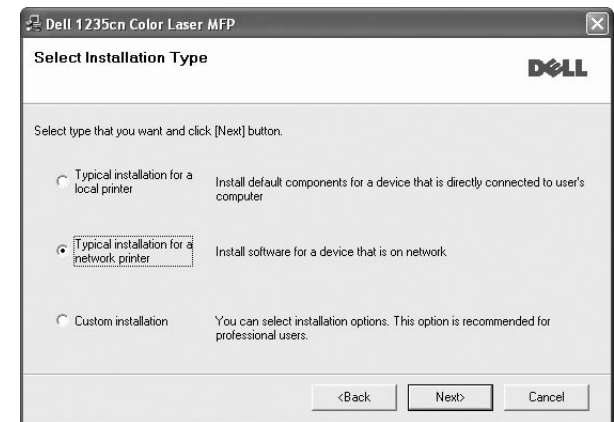 Dell 1235cn Color Laser MFP
Select Installation Type
DELL
Select type that you want and click [Next] button.
Typical installation for a
local printer
Install default components for a device that is directly connected to user's
computer
Typical installation for a
network printer
Install software for a device that is on network
Custom installation
You can select installation options. This option is recommended for
professional users.
<Back
Next>
Cancel